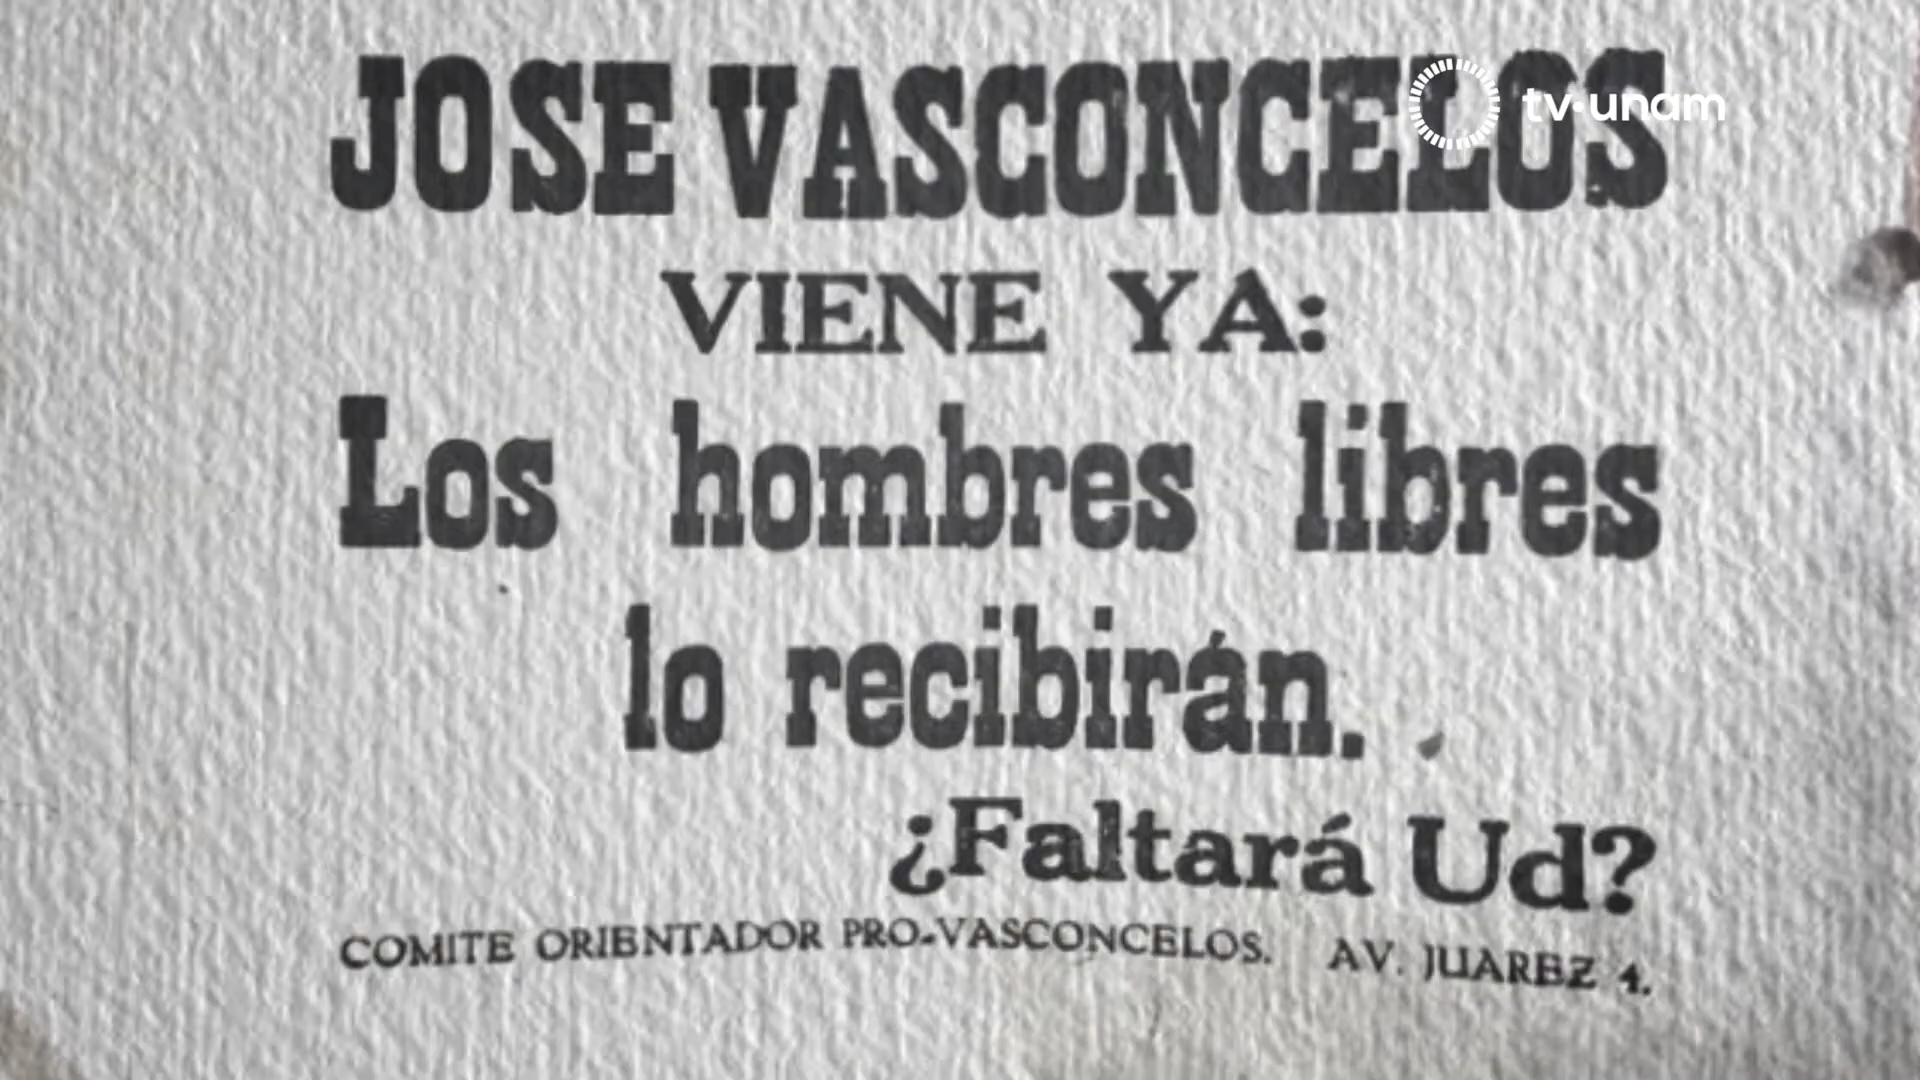 JOSE VASCONCELOS
tv·unam
VIENE YA:
Los hombres libres
lo recibirán.
¿Faltará Ud?
COMITE ORIENTADOR PRO-VASCONCELOS. AV. JUAREZ 4.